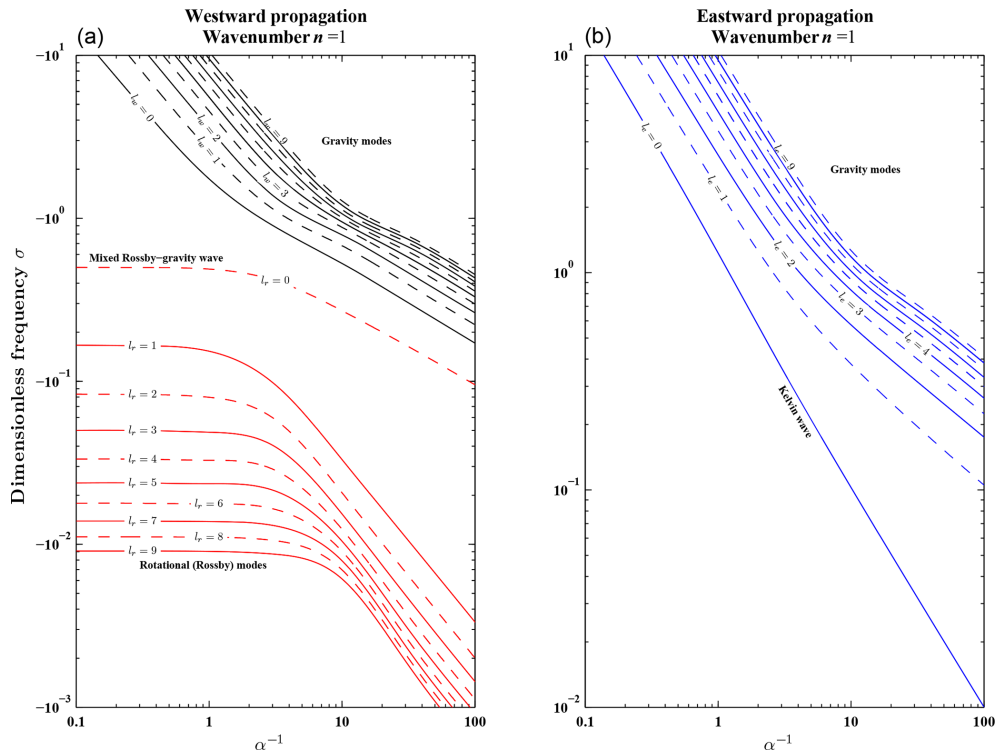 Westward propagation
Wavenumber n =1
(a)
-10¹
-10⁰
-10⁻¹
-10⁻²
-10⁻³
Dimensionless frequency σ
l_w = 0
l_w = 1
l_w = 2
l_w = 3
l_w = 9
Gravity modes
Mixed Rossby-gravity wave
l_r = 0
l_r = 1
l_r = 2
l_r = 3
l_r = 4
l_r = 5
l_r = 6
l_r = 7
l_r = 8
l_r = 9
Rotational (Rossby) modes
0.1 1 10 100
α⁻¹
Eastward propagation
Wavenumber n =1
(b)
10¹
10⁰
10⁻¹
10⁻²
l_e = 0
l_e = 1
l_e = 2
l_e = 3
l_e = 4
l_e = 9
Gravity modes
Kelvin wave
0.1 1 10 100
α⁻¹